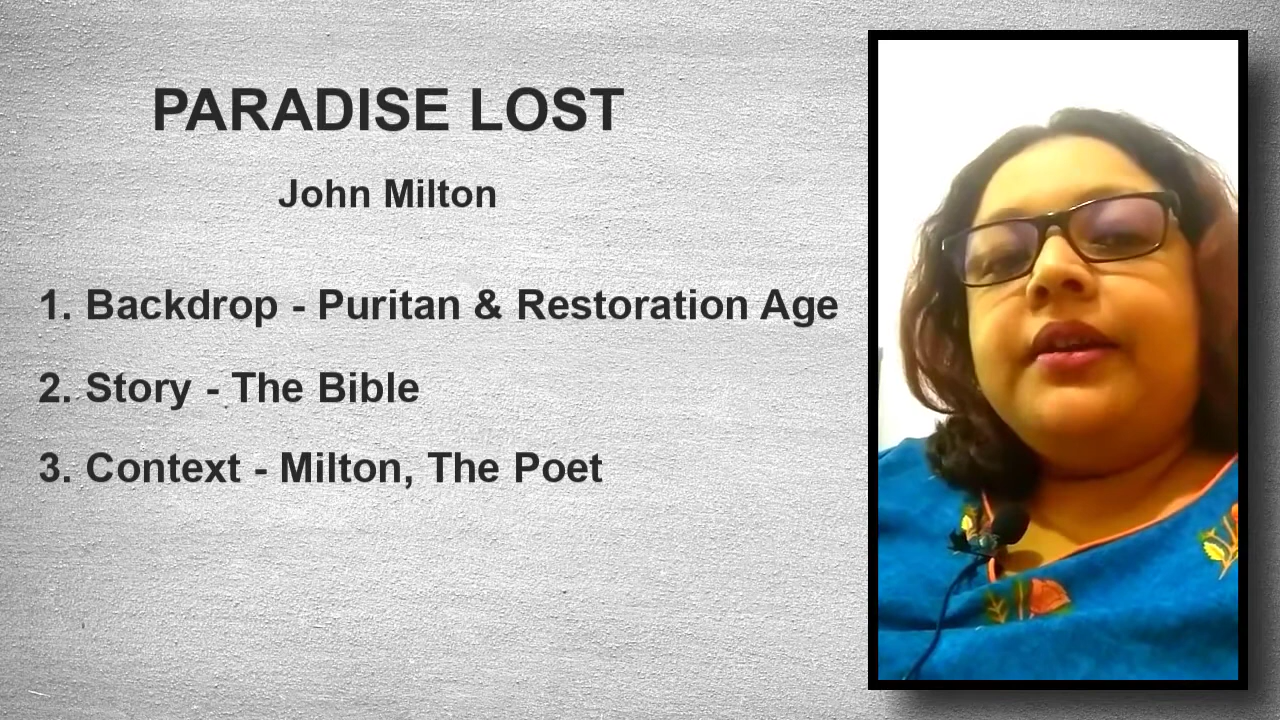 PARADISE LOST
John Milton
1. Backdrop - Puritan & Restoration Age
2. Story - The Bible
3. Context - Milton, The Poet